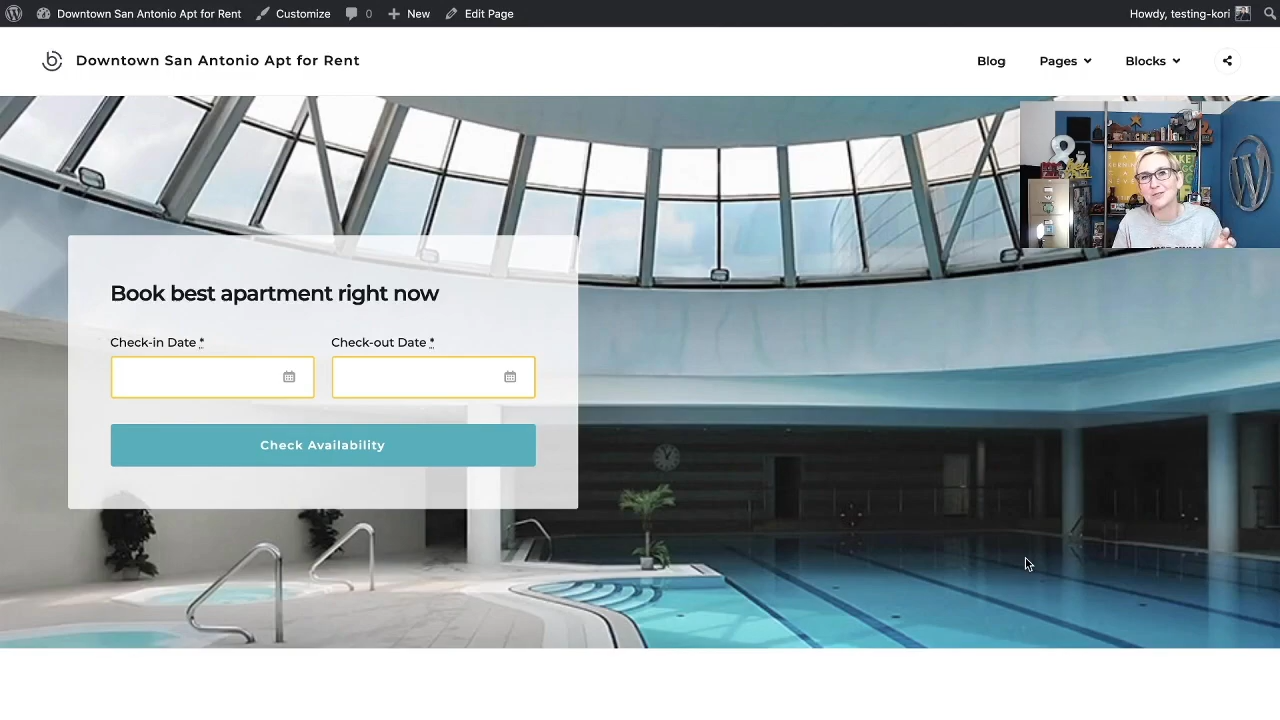 Downtown San Antonio Apt for Rent Customize 0 New Edit Page Howdy, testing-kori
Downtown San Antonio Apt for Rent Blog Pages Blocks
Book best apartment right now
Check-in Date * Check-out Date *
Check Availability